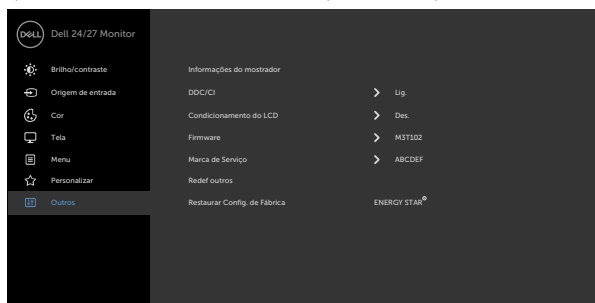 DELL
Dell 24/27 Monitor
Brilho/contraste
Origem de entrada
Cor
Tela
Menu
Personalizar
Outros
Informações do mostrador
DDC/CI Lig.
Condicionamento do LCD Des.
Firmware M3T102
Marca de Serviço ABCDEF
Redef outros
Restaurar Config. de Fábrica ENERGY STAR®